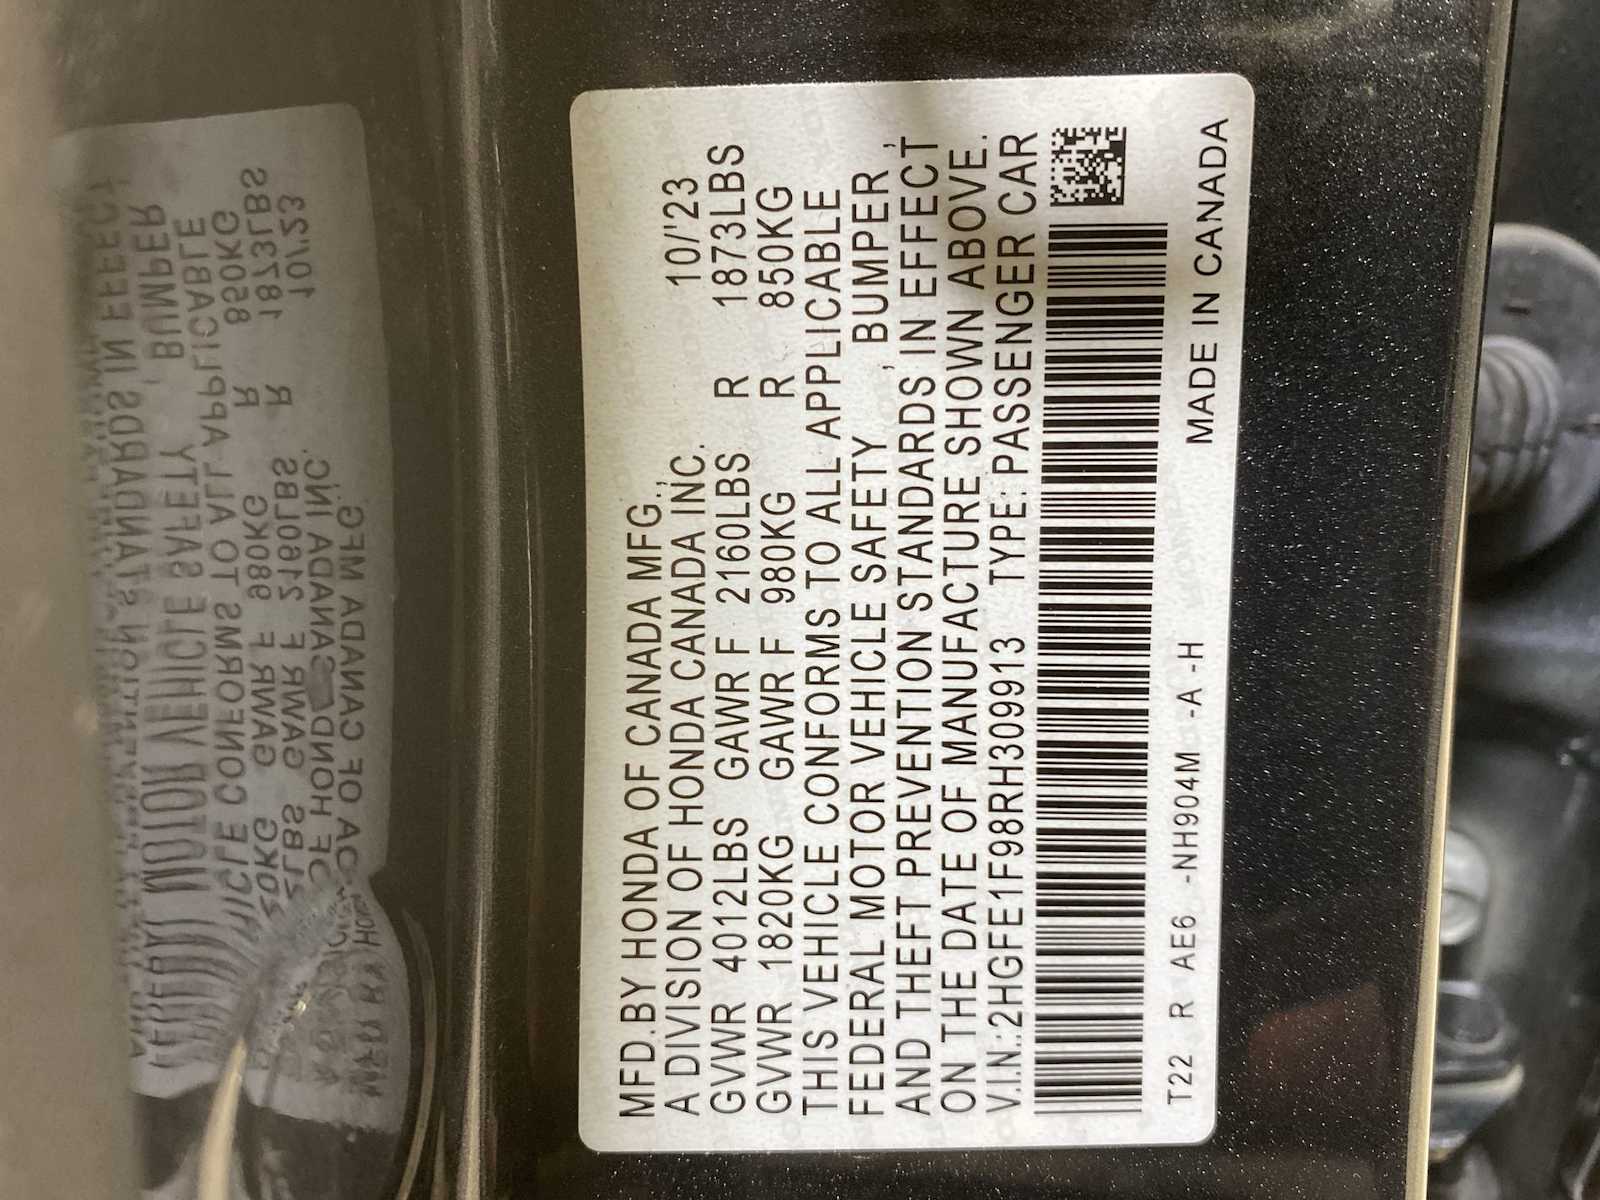 MFD.BY HONDA OF CANADA MFG.,
A DIVISION OF HONDA CANADA INC. 10/'23
GVWR 4012LBS GAWR F 2160LBS R 1873LBS
GVWR 1820KG GAWR F 980KG R 850KG
THIS VEHICLE CONFORMS TO ALL APPLICABLE
FEDERAL MOTOR VEHICLE SAFETY , BUMPER ,
AND THEFT PREVENTION STANDARDS IN EFFECT
ON THE DATE OF MANUFACTURE SHOWN ABOVE.
V.I.N.:2HGFE1F98RH309913 TYPE: PASSENGER CAR
MADE IN CANADA
T22 R AE6 -NH904M -A -H